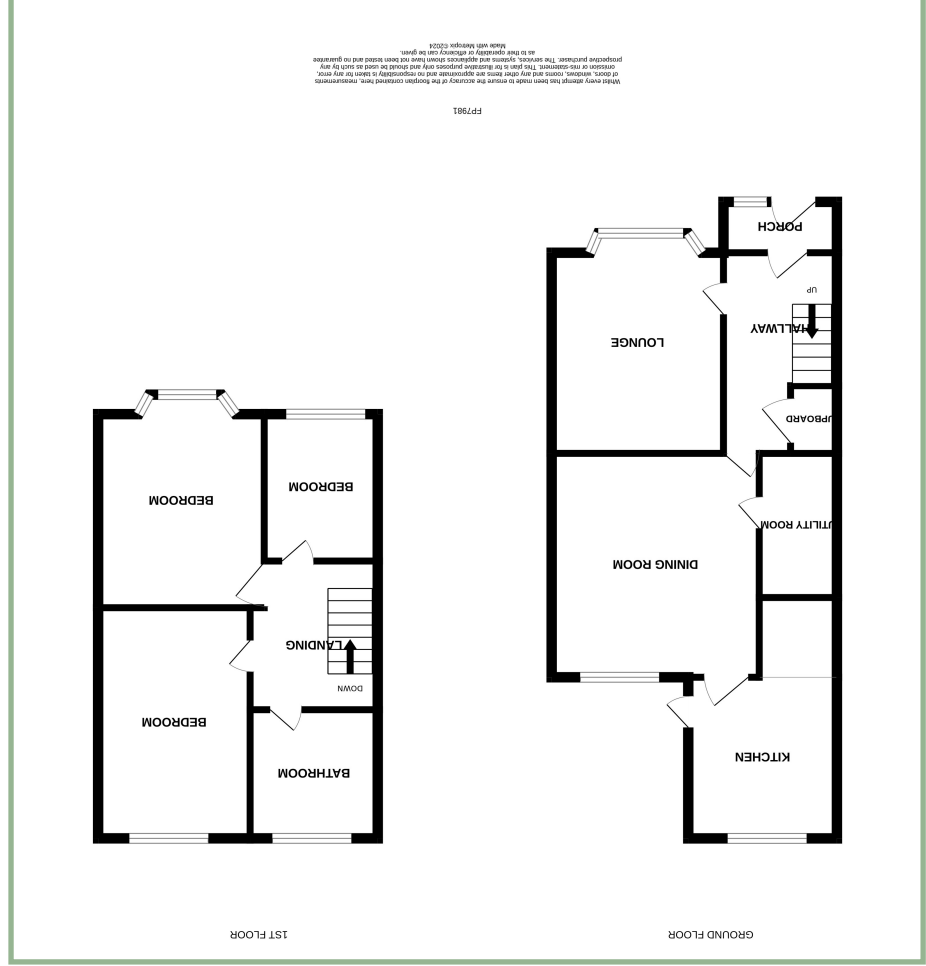 GROUND FLOOR
1ST FLOOR
KITCHEN
DINING ROOM
UTILITY ROOM
UPBOARD
HALLWAY
UP
LOUNGE
PORCH
BATHROOM
BEDROOM
DOWN
LANDING
BEDROOM
BEDROOM
FP7981
Whilst every attempt has been made to ensure the accuracy of the floorplan contained here, measurements
of doors, windows, rooms and any other items are approximate and no responsibility is taken for any error,
omission or mis-statement. This plan is for illustrative purposes only and should be used as such by any
prospective purchaser. The services, systems and appliances shown have not been tested and no guarantee
as to their operability or efficiency can be given.
Made with Metropix ©2024